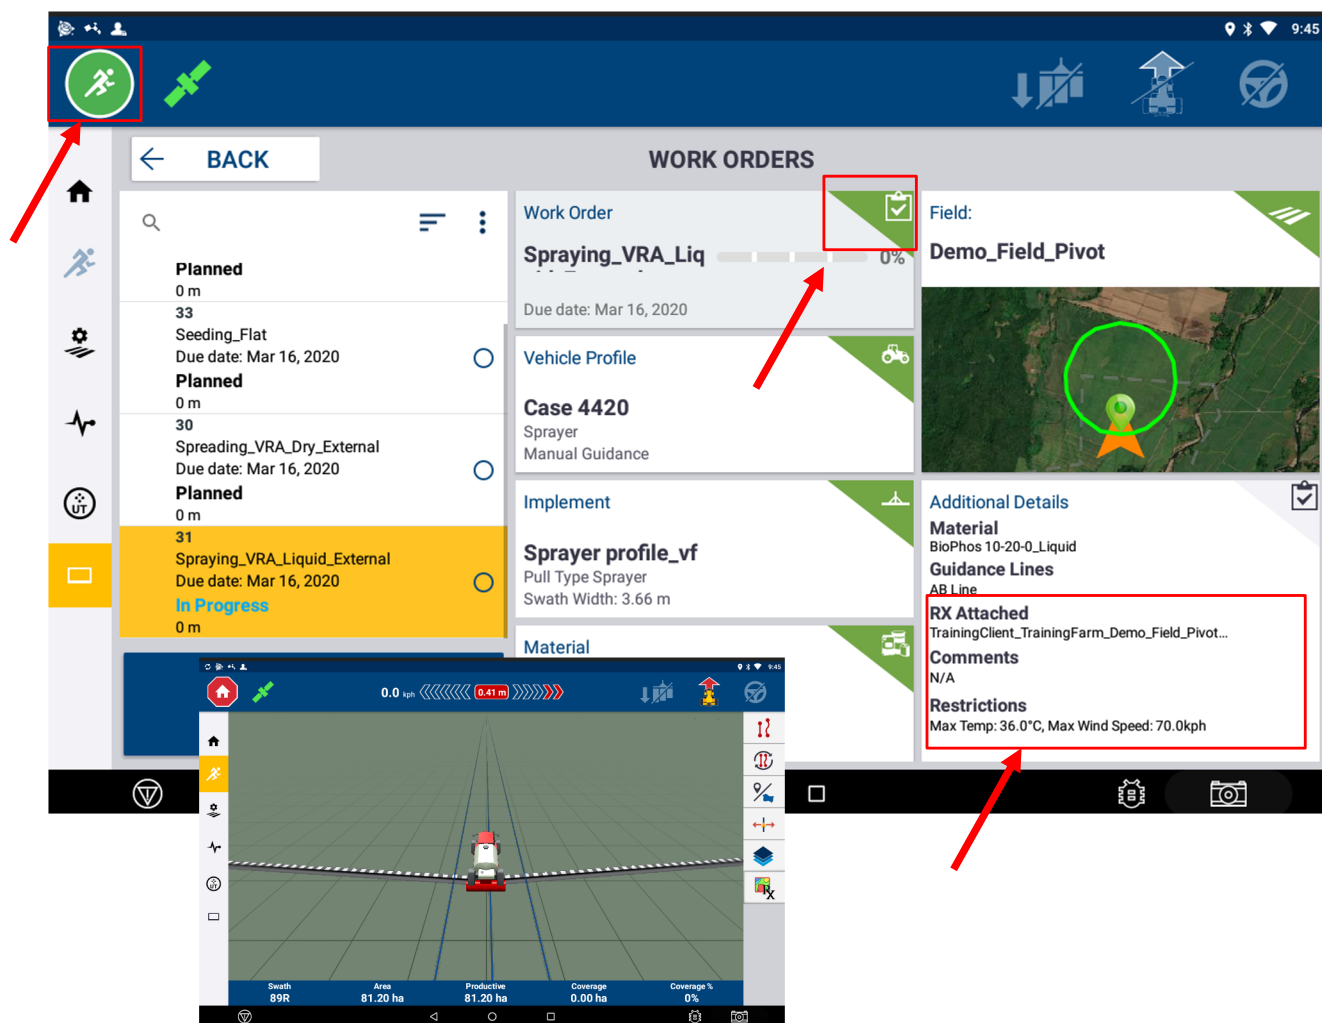 9:45
BACK
WORK ORDERS
Planned
0 m
33
Seeding_Flat
Due date: Mar 16, 2020
Planned
0 m
30
Spreading_VRA_Dry_External
Due date: Mar 16, 2020
Planned
0 m
31
Spraying_VRA_Liquid_External
Due date: Mar 16, 2020
In Progress
0 m
Work Order
Spraying_VRA_Liq
0%
Due date: Mar 16, 2020
Vehicle Profile
Case 4420
Sprayer
Manual Guidance
Implement
Sprayer profile_vf
Pull Type Sprayer
Swath Width: 3.66 m
Material
Field:
Demo_Field_Pivot
Additional Details
Material
BioPhos 10-20-0_Liquid
Guidance Lines
AB Line
RX Attached
TrainingClient_TrainingFarm_Demo_Field_Pivot...
Comments
N/A
Restrictions
Max Temp: 36.0°C, Max Wind Speed: 70.0kph
UT
9:45
0.0 kph
0.41 m
UT
Rx
Swath
89R
Area
81.20 ha
Productive
81.20 ha
Coverage
0.00 ha
Coverage %
0%